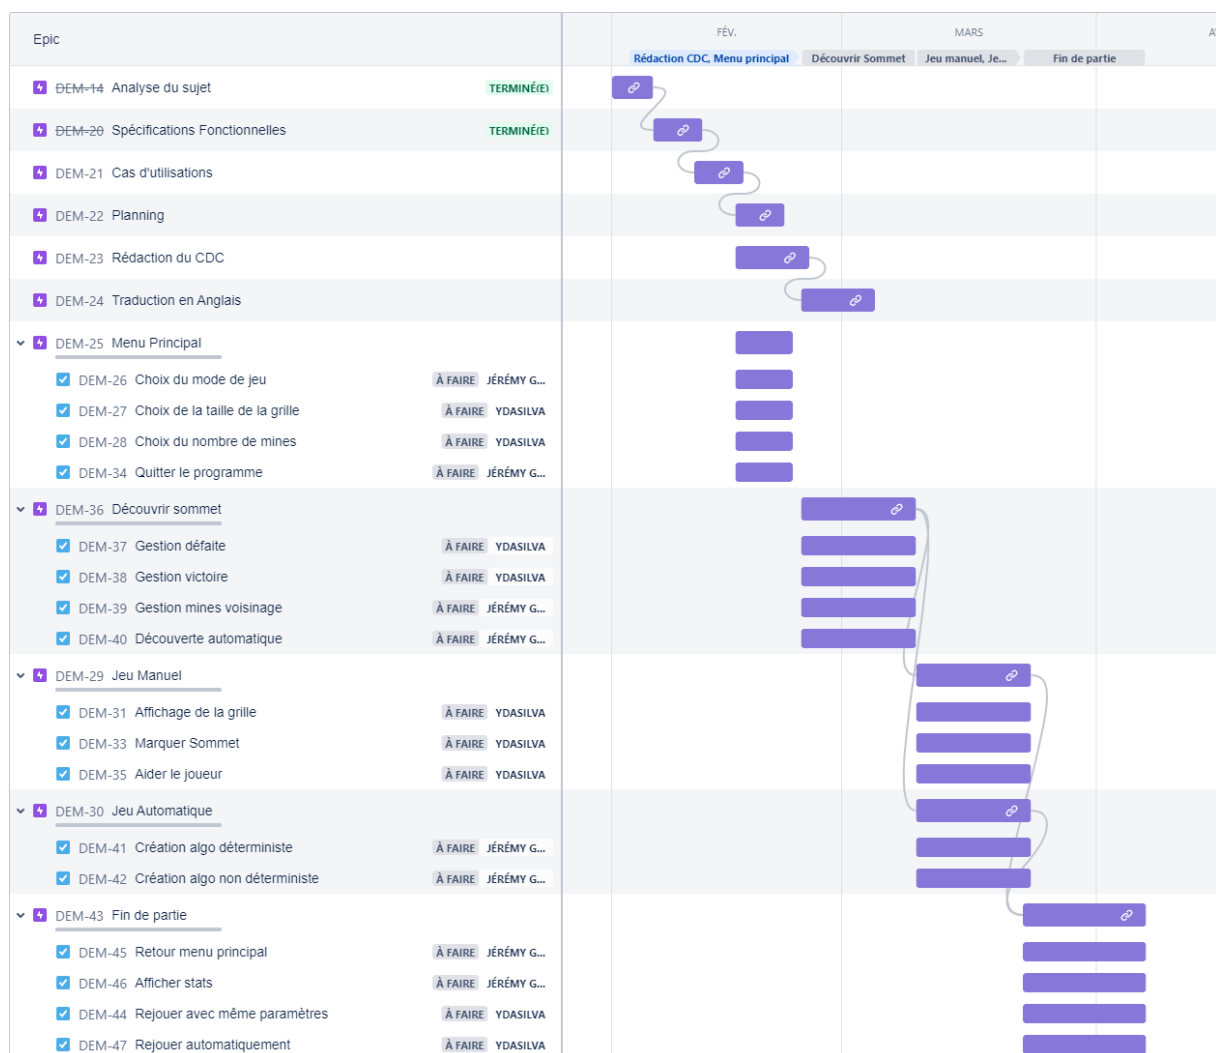 Epic
FÉV.
MARS
Rédaction CDC, Menu principal
Découvrir Sommet
Jeu manuel, Je...
Fin de partie
DEM-14 Analyse du sujet TERMINÉ(E)
DEM-20 Spécifications Fonctionnelles TERMINÉ(E)
DEM-21 Cas d'utilisations
DEM-22 Planning
DEM-23 Rédaction du CDC
DEM-24 Traduction en Anglais
DEM-25 Menu Principal
DEM-26 Choix du mode de jeu À FAIRE JÉRÉMY G...
DEM-27 Choix de la taille de la grille À FAIRE YDASILVA
DEM-28 Choix du nombre de mines À FAIRE YDASILVA
DEM-34 Quitter le programme À FAIRE JÉRÉMY G...
DEM-36 Découvrir sommet
DEM-37 Gestion défaite À FAIRE YDASILVA
DEM-38 Gestion victoire À FAIRE YDASILVA
DEM-39 Gestion mines voisinage À FAIRE JÉRÉMY G...
DEM-40 Découverte automatique À FAIRE JÉRÉMY G...
DEM-29 Jeu Manuel
DEM-31 Affichage de la grille À FAIRE YDASILVA
DEM-33 Marquer Sommet À FAIRE YDASILVA
DEM-35 Aider le joueur À FAIRE YDASILVA
DEM-30 Jeu Automatique
DEM-41 Création algo déterministe À FAIRE JÉRÉMY G...
DEM-42 Création algo non déterministe À FAIRE JÉRÉMY G...
DEM-43 Fin de partie
DEM-45 Retour menu principal À FAIRE JÉRÉMY G...
DEM-46 Afficher stats À FAIRE JÉRÉMY G...
DEM-44 Rejouer avec même paramètres À FAIRE YDASILVA
DEM-47 Rejouer automatiquement À FAIRE YDASILVA